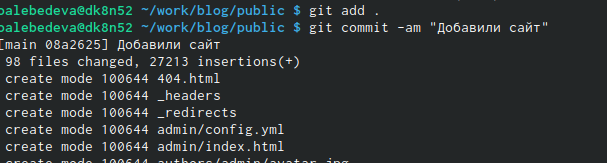 palebedeva@dk8n52 ~/work/blog/public $ git add .
palebedeva@dk8n52 ~/work/blog/public $ git commit -am "Добавили сайт"
[main 08a2625] Добавили сайт
98 files changed, 27213 insertions(+)
create mode 100644 404.html
create mode 100644 _headers
create mode 100644 _redirects
create mode 100644 admin/config.yml
create mode 100644 admin/index.html
create mode 100644 authors/admin/avatar.jpg